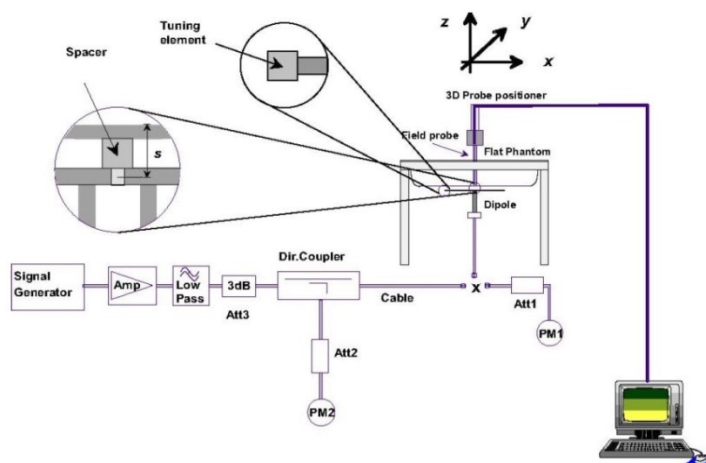 Tuning
element
z
y
x
Spacer
3D Probe positioner
s
Field probe
Flat Phantom
Dipole
Dir.Coupler
Signal
Generator
Amp
Low
Pass
3dB
Cable
x
Att1
Att3
PM1
Att2
PM2